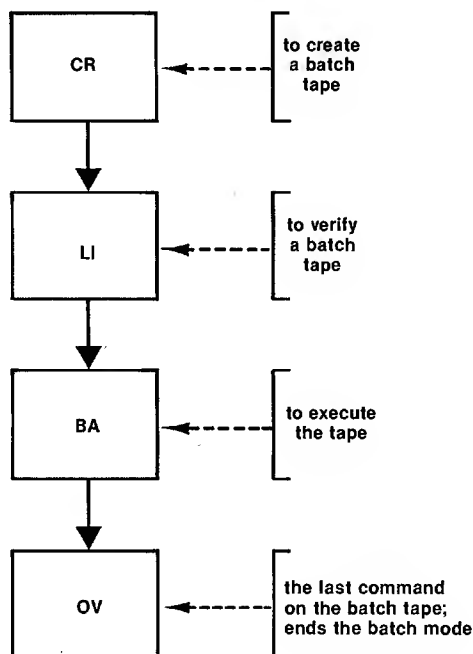 CR
to create
a batch
tape
LI
to verify
a batch
tape
BA
to execute
the tape
OV
the last command
on the batch tape;
ends the batch mode